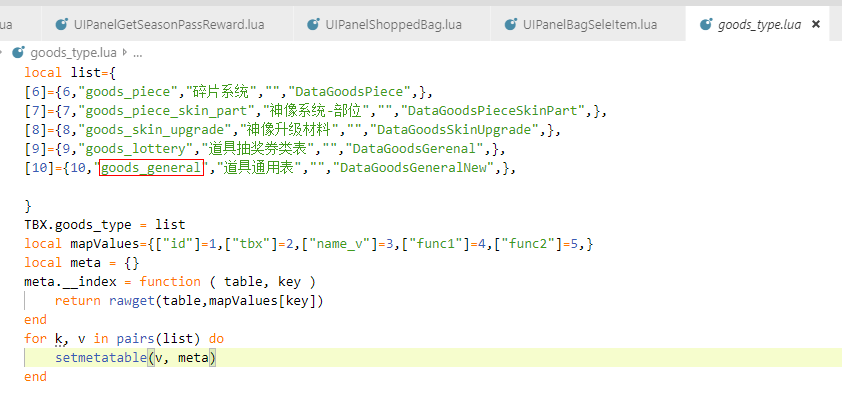 ua UIPanelGetSeasonPassReward.lua UIPanelShoppedBag.lua UIPanelBagSeleItem.lua goods_type.lua ×
goods_type.lua > ...
local list={
[6]={6,"goods_piece","碎片系统","","DataGoodsPiece",},
[7]={7,"goods_piece_skin_part","神像系统-部位","","DataGoodsPieceSkinPart",},
[8]={8,"goods_skin_upgrade","神像升级材料","","DataGoodsSkinUpgrade",},
[9]={9,"goods_lottery","道具抽奖券类表","","DataGoodsGerenal",},
[10]={10,"goods_general","道具通用表","","DataGoodsGeneralNew",},
}
TBX.goods_type = list
local mapValues={["id"]=1,["tbx"]=2,["name_v"]=3,["func1"]=4,["func2"]=5,}
local meta = {}
meta.__index = function ( table, key )
return rawget(table,mapValues[key])
end
for k, v in pairs(list) do
setmetatable(v, meta)
end